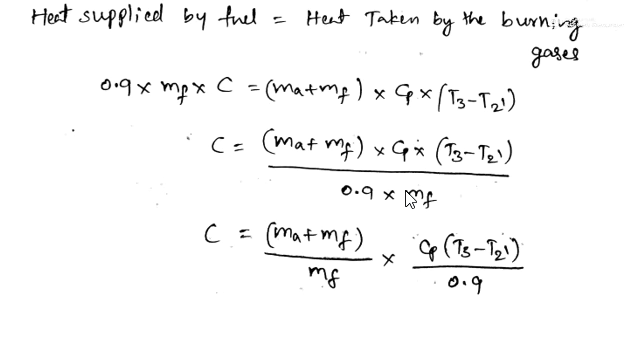 Heat supplied by fuel = Heat Taken by the burning
gases
0.9 × mf × C = (ma+mf) × Cp × (T3 – T2')
C = (ma+mf) × Cp × (T3 – T2')
0.9 × mf
C = (ma+mf) / mf × Cp (T3 – T2') / 0.9